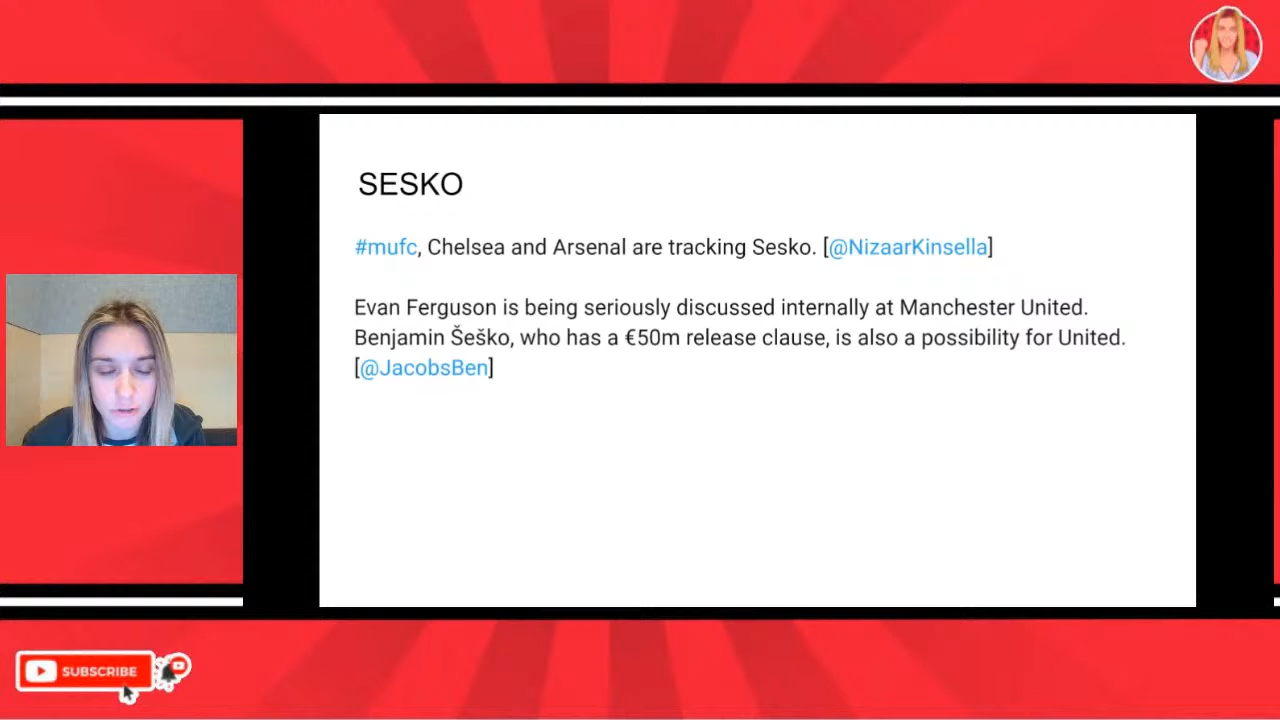 SESKO
#mufc, Chelsea and Arsenal are tracking Sesko. [@NizaarKinsella]
Evan Ferguson is being seriously discussed internally at Manchester United.
Benjamin Šeško, who has a €50m release clause, is also a possibility for United.
[@JacobsBen]
SUBSCRIBE